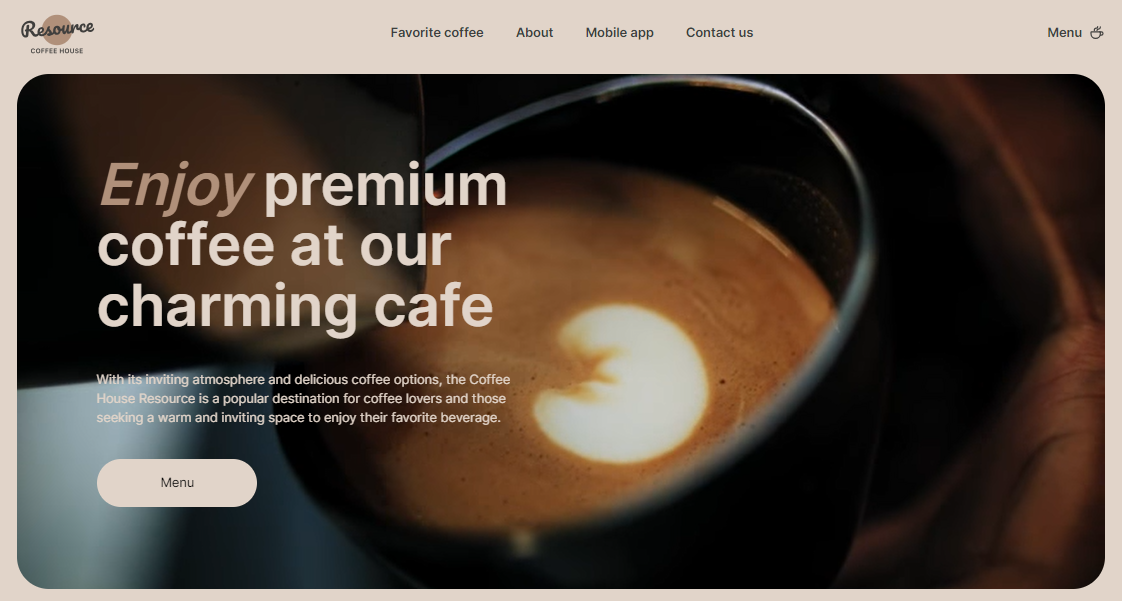 Resource
COFFEE HOUSE
Favorite coffee
About
Mobile app
Contact us
Menu
Enjoy premium
coffee at our
charming cafe
With its inviting atmosphere and delicious coffee options, the Coffee
House Resource is a popular destination for coffee lovers and those
seeking a warm and inviting space to enjoy their favorite beverage.
Menu